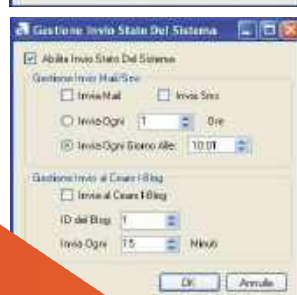 Gestione Invio Stato Del Sistema
Abilita Invio Stato Del Sistema
Gestione Invio Mail/Sms
Invia Mail Invia Sms
Invia Ogni 1 Ore
Invia Ogni Giorno Alle: 10.01
Gestione Invio al Cears I-Blog
Invia al Cears I-Blog
ID del Blog: 1
Invia Ogni 15 Minuti
OK Annulla